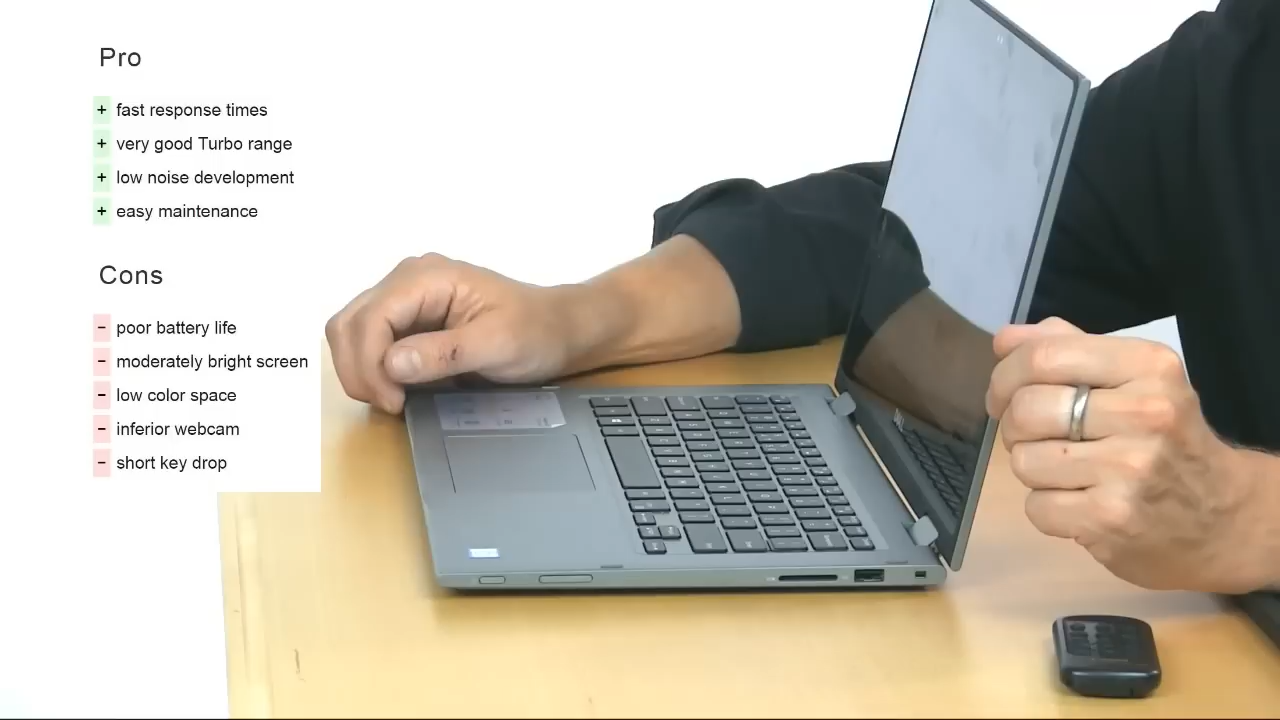 Pro
+ fast response times
+ very good Turbo range
+ low noise development
+ easy maintenance
Cons
- poor battery life
- moderately bright screen
- low color space
- inferior webcam
- short key drop